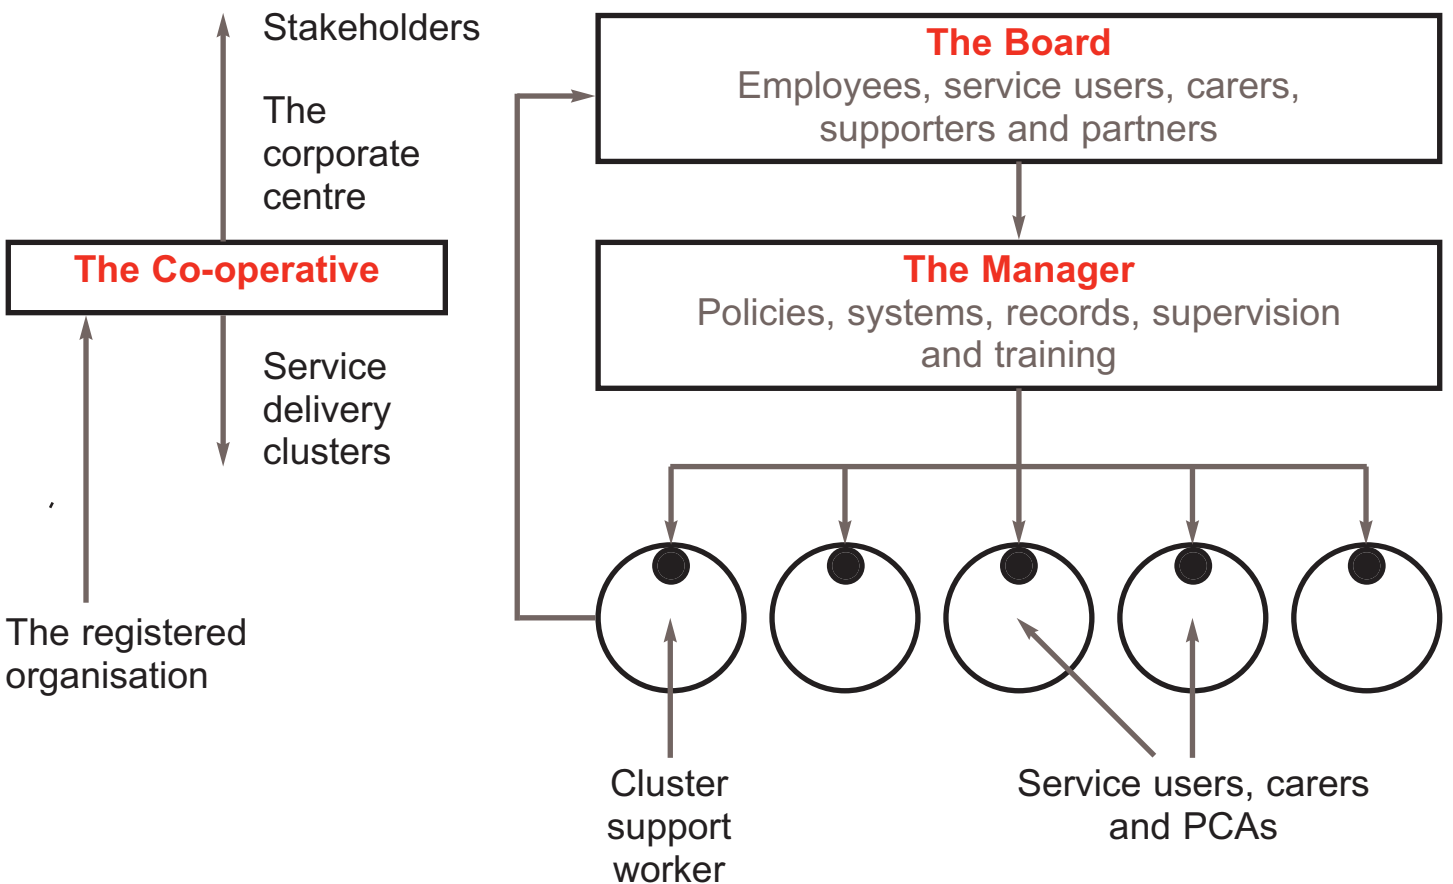 Stakeholders
The
corporate
centre
The Co-operative
Service
delivery
clusters
The registered
organisation
The Board
Employees, service users, carers,
supporters and partners
The Manager
Policies, systems, records, supervision
and training
Cluster
support
worker
Service users, carers
and PCAs